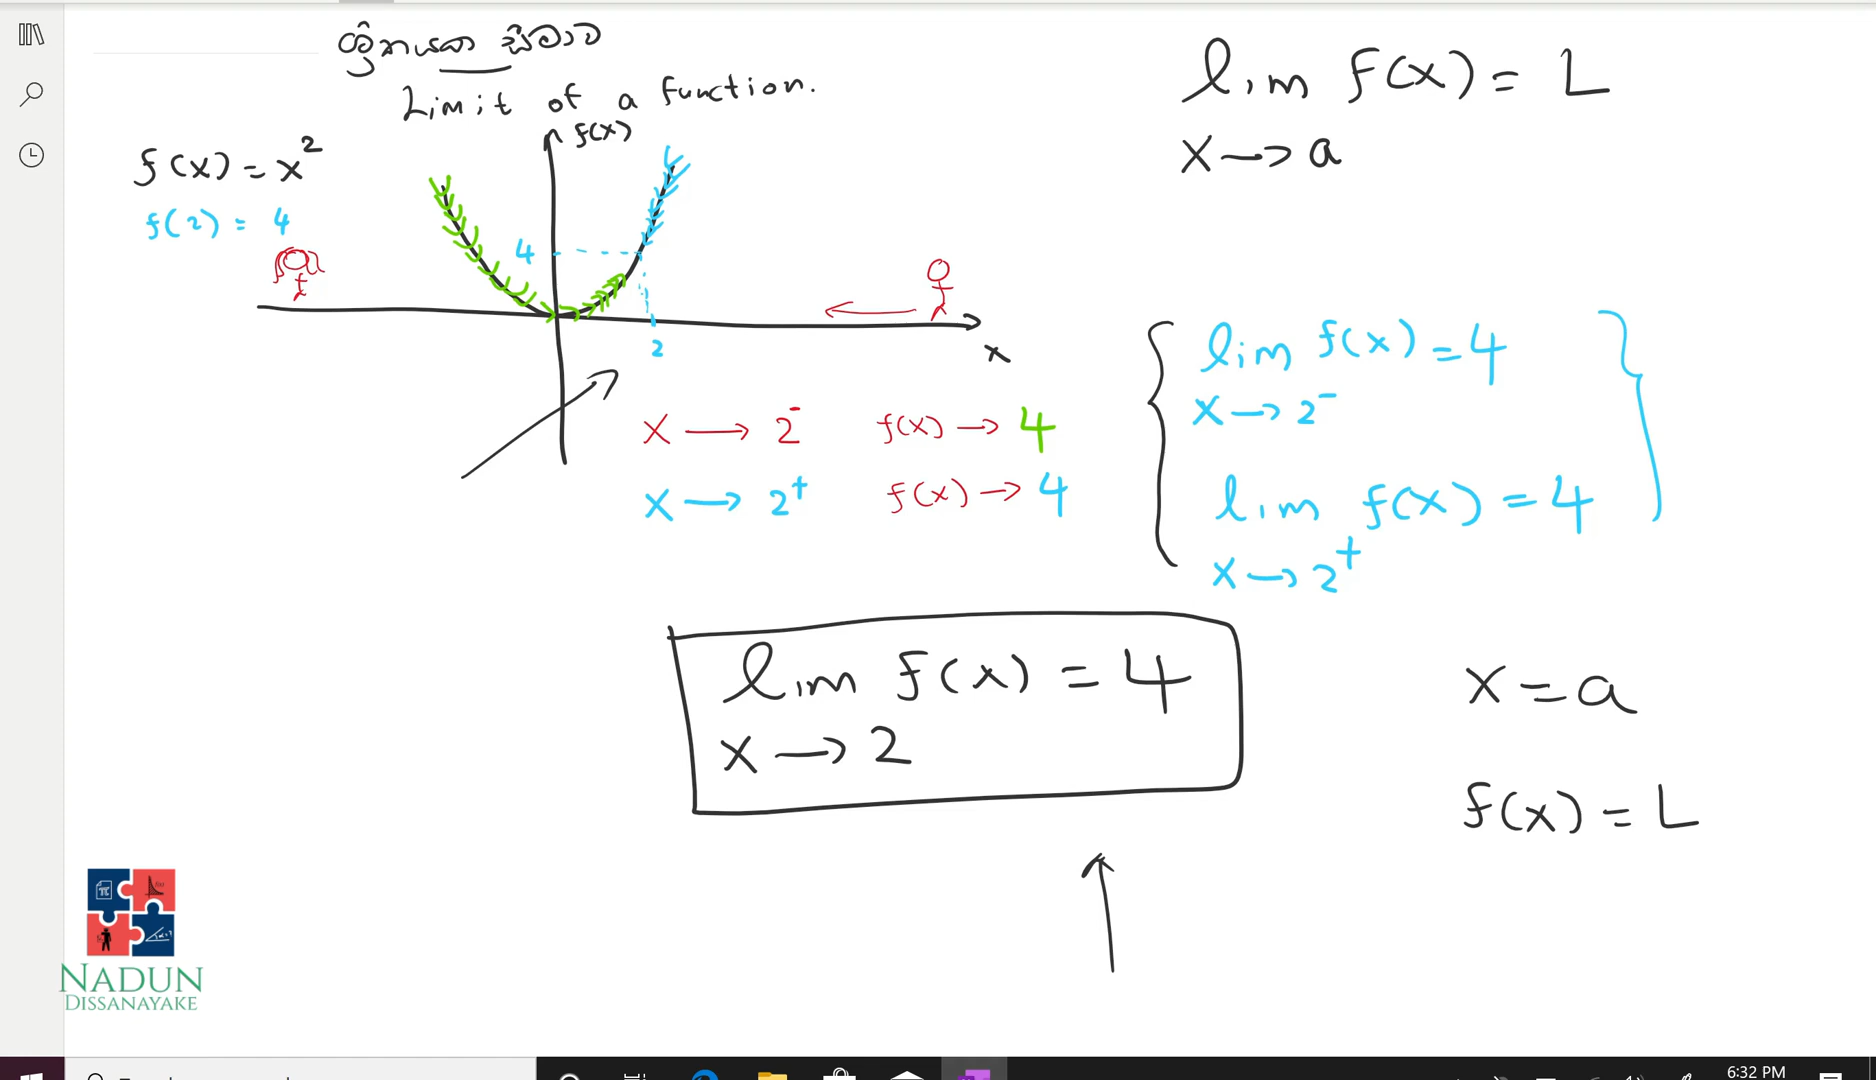 ශ්‍රිතයක සීමාව
Limit of a function.
f(x) = x²
f(2) = 4
f(x)
4
2
x
x → 2⁻ f(x) → 4
x → 2⁺ f(x) → 4
lim f(x) = L
x → a
lim f(x) = 4
x → 2⁻
lim f(x) = 4
x → 2⁺
lim f(x) = 4
x → 2
x = a
f(x) = L
NADUN
DISSANAYAKE
6:32 PM